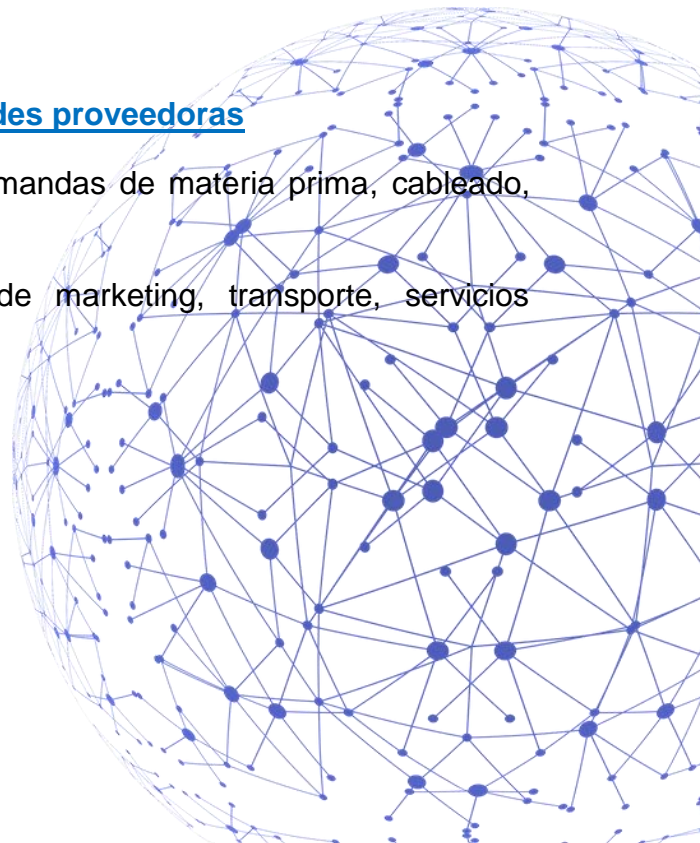 des proveedoras
mandas de materia prima, cableado,
de marketing, transporte, servicios